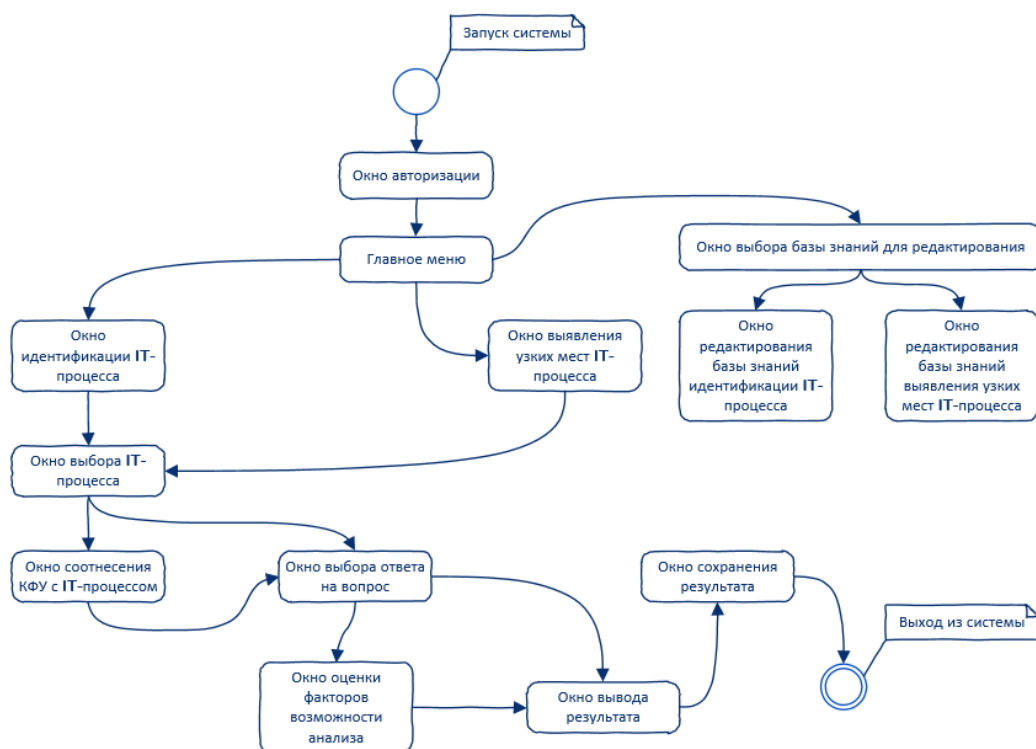 Запуск системы
Окно авторизации
Главное меню
Окно выбора базы знаний для редактирования
Окно
идентификации IT-
процесса
Окно выявления
узких мест IT-
процесса
Окно
редактирования
базы знаний
идентификации IT-
процесса
Окно
редактирования
базы знаний
выявления узких
мест IT-процесса
Окно выбора IT-
процесса
Окно соотнесения
КФУ с IT-процессом
Окно выбора ответа
на вопрос
Окно сохранения
результата
Выход из системы
Окно оценки
факторов
возможности
анализа
Окно вывода
результата